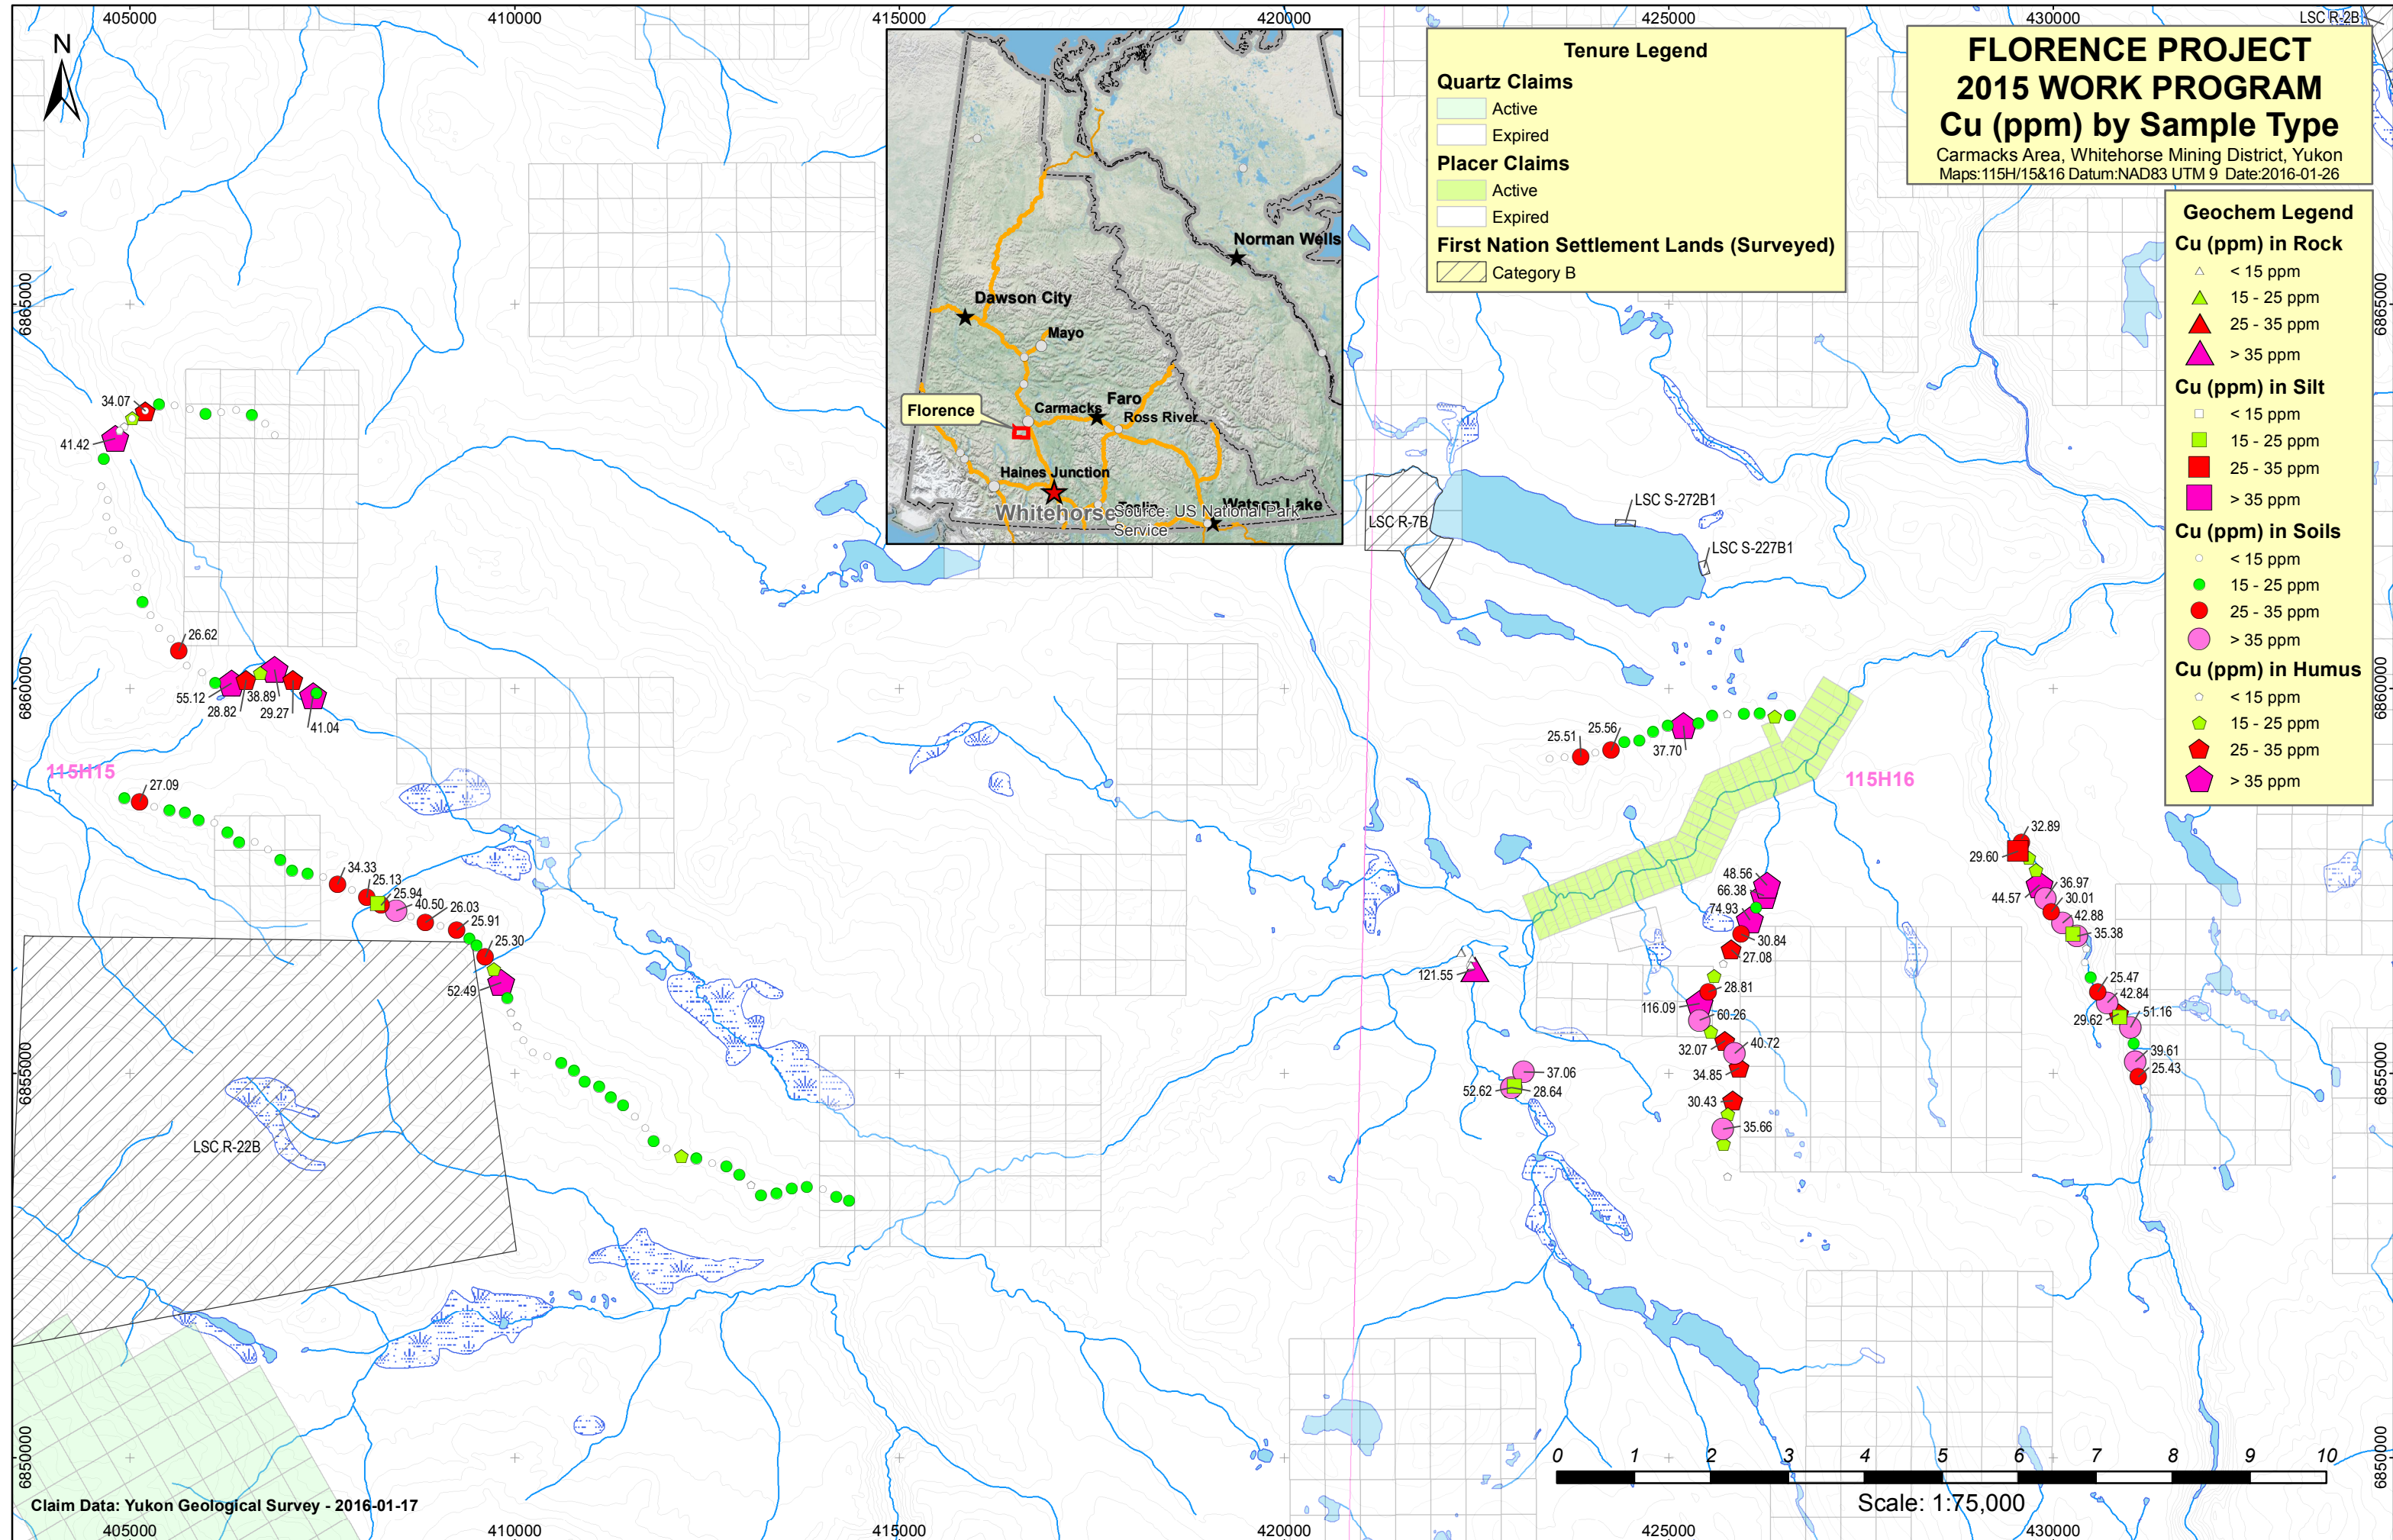 405000
410000
415000
420000
425000
430000
LSC R-2B
N
FLORENCE PROJECT
2015 WORK PROGRAM
Cu (ppm) by Sample Type
Carmacks Area, Whitehorse Mining District, Yukon
Maps:115H/15&16 Datum:NAD83 UTM 9 Date:2016-01-26
Tenure Legend
Quartz Claims
Active
Expired
Placer Claims
Active
Expired
First Nation Settlement Lands (Surveyed)
Category B
Geochem Legend
Cu (ppm) in Rock
< 15 ppm
15 - 25 ppm
25 - 35 ppm
> 35 ppm
Cu (ppm) in Silt
< 15 ppm
15 - 25 ppm
25 - 35 ppm
> 35 ppm
Cu (ppm) in Soils
< 15 ppm
15 - 25 ppm
25 - 35 ppm
> 35 ppm
Cu (ppm) in Humus
< 15 ppm
15 - 25 ppm
25 - 35 ppm
> 35 ppm
Norman Wells
Dawson City
Mayo
Florence
Carmacks
Faro
Ross River
Haines Junction
Whitehorse
Teslin
Watson Lake
Source: US National Park
Service
6865000
6865000
34.07
41.42
LSC R-7B
LSC S-272B1
LSC S-227B1
26.62
6860000
6860000
55.12
28.82
38.89
29.27
41.04
25.51
25.56
37.70
115H15
115H16
27.09
34.33
25.13
25.94
40.50
26.03
25.91
25.30
52.49
32.89
29.60
48.56
66.38
74.93
30.84
27.08
28.81
116.09
60.26
32.07
40.72
34.85
30.43
35.66
44.57
36.97
30.01
42.88
35.38
25.47
42.84
29.62
51.16
39.61
25.43
121.55
37.06
52.62
28.64
6855000
6855000
LSC R-22B
6850000
6850000
0 1 2 3 4 5 6 7 8 9 10
Scale: 1:75,000
Claim Data: Yukon Geological Survey - 2016-01-17
405000
410000
415000
420000
425000
430000